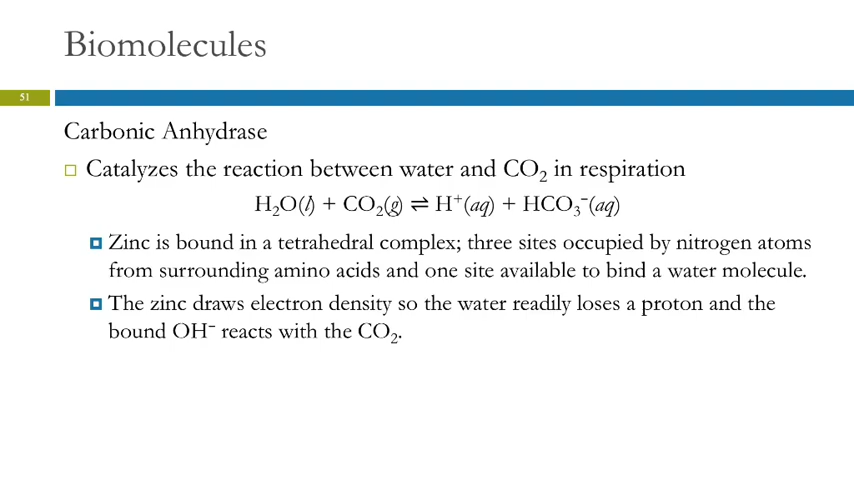 Biomolecules
51
Carbonic Anhydrase
Catalyzes the reaction between water and CO₂ in respiration
H₂O(l) + CO₂(g) ⇌ H⁺(aq) + HCO₃⁻(aq)
Zinc is bound in a tetrahedral complex; three sites occupied by nitrogen atoms
from surrounding amino acids and one site available to bind a water molecule.
The zinc draws electron density so the water readily loses a proton and the
bound OH⁻ reacts with the CO₂.